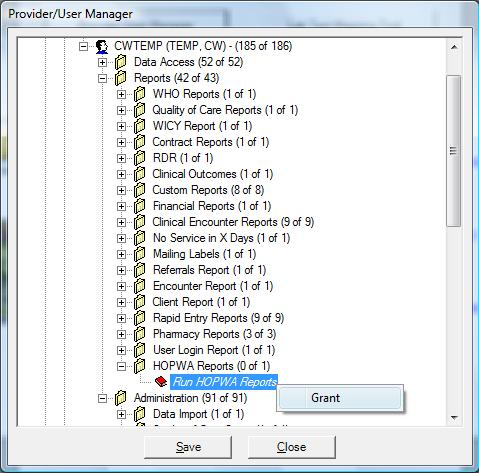 Provider/User Manager
CWTEMP (TEMP, CW) - (185 of 186)
Data Access (52 of 52)
Reports (42 of 43)
WHO Reports (1 of 1)
Quality of Care Reports (1 of 1)
WICY Report (1 of 1)
Contract Reports (1 of 1)
RDR (1 of 1)
Clinical Outcomes (1 of 1)
Custom Reports (8 of 8)
Financial Reports (1 of 1)
Clinical Encounter Reports (9 of 9)
No Service in X Days (1 of 1)
Mailing Labels (1 of 1)
Referrals Report (1 of 1)
Encounter Report (1 of 1)
Client Report (1 of 1)
Rapid Entry Reports (9 of 9)
Pharmacy Reports (3 of 3)
User Login Report (1 of 1)
HOPWA Reports (0 of 1)
Run HOPWA Reports
Grant
Administration (91 of 91)
Data Import (1 of 1)
Save Close